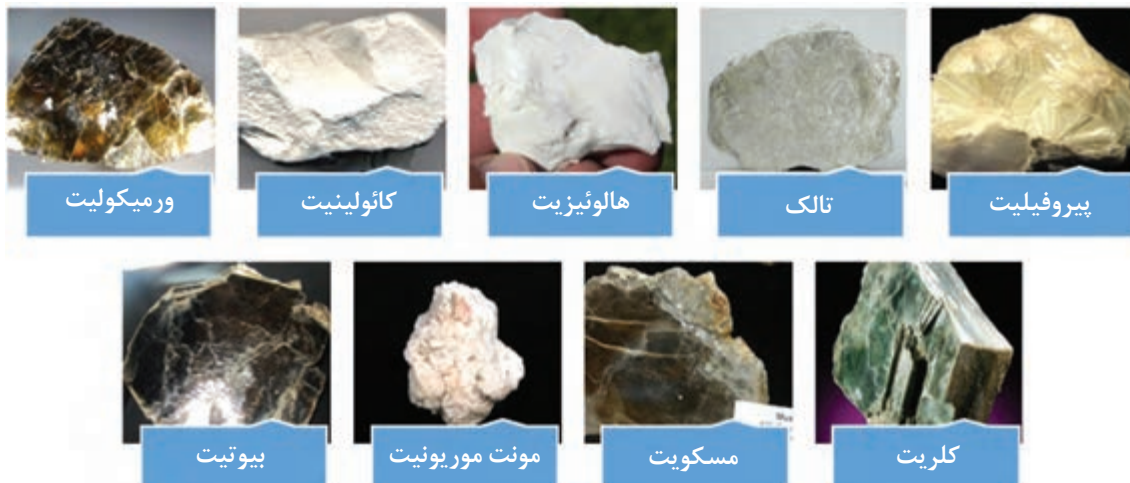 پیروفیلیت
تالک
هالوئیزیت
کائولینیت
ورمیکولیت
کلریت
مسکویت
مونت موریونیت
بیوتیت